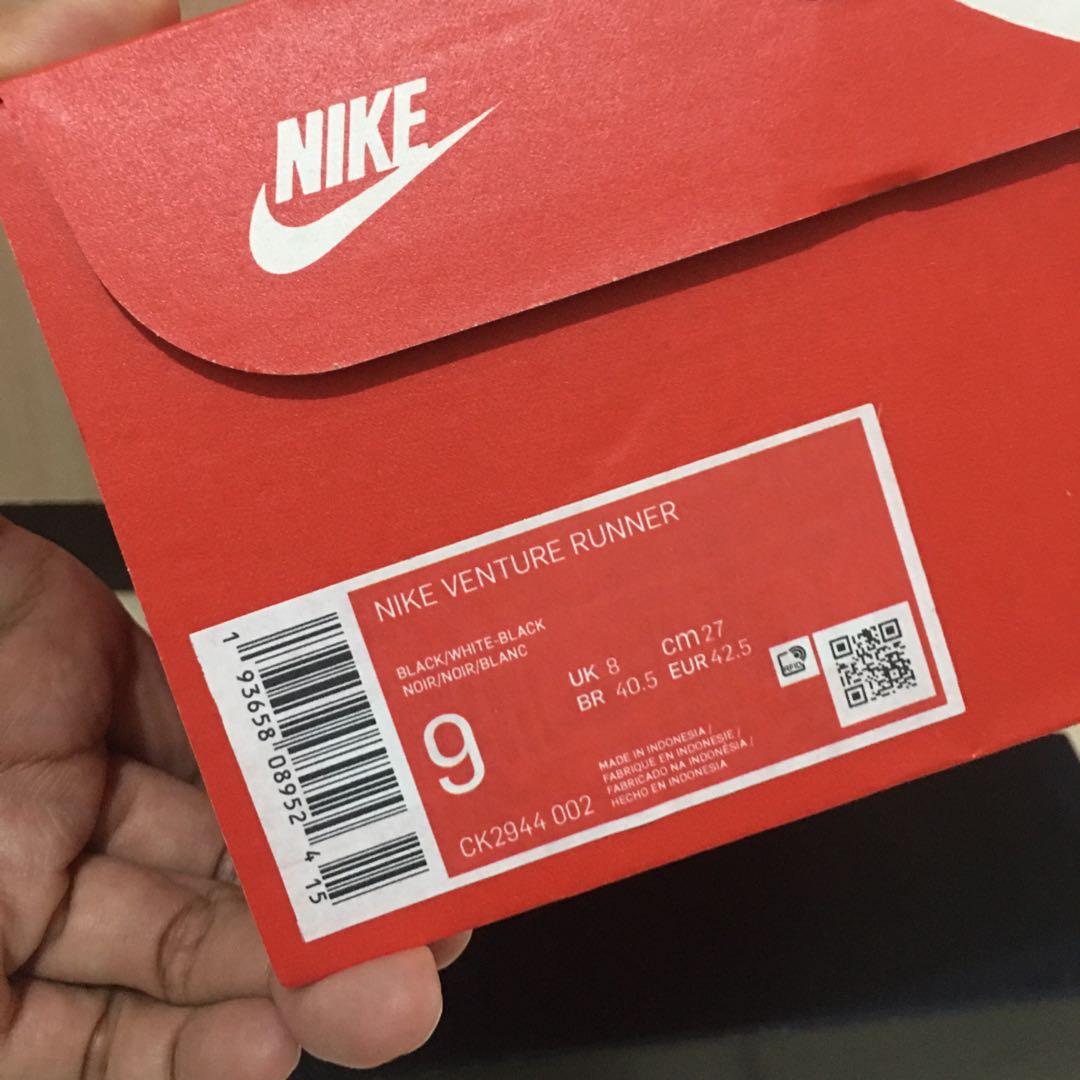 NIKE
NIKE VENTURE RUNNER
BLACK/WHITE-BLACK
NOIR/NOIR/BLANC
UK 8 cm 27
BR 40.5 EUR 42.5
RFID
9
MADE IN INDONESIA /
FABRIQUE EN INDONESIE /
FABRICADO NA INDONÉSIA /
HECHO EN INDONESIA
CK2944 002
1 93658 08952 4 15